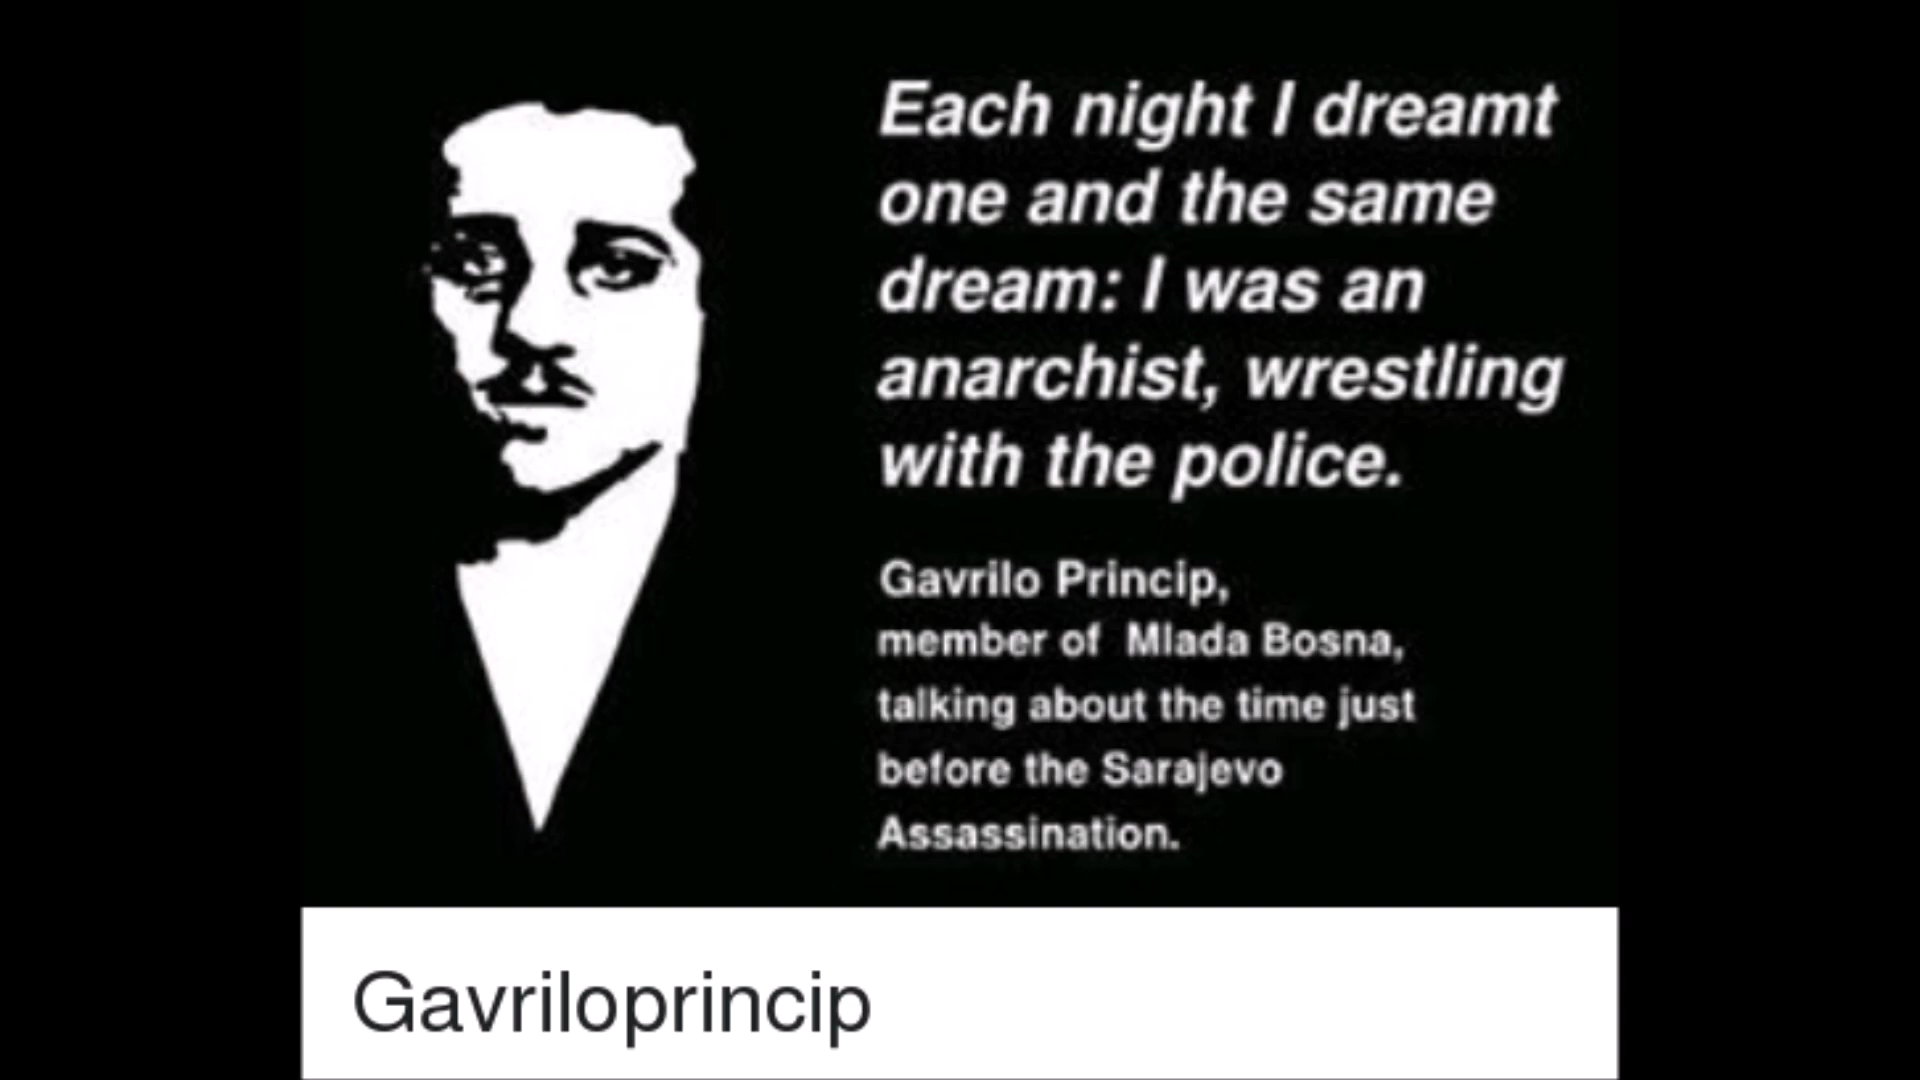 Each night I dreamt
one and the same
dream: I was an
anarchist, wrestling
with the police.
Gavrilo Princip,
member of Mlada Bosna,
talking about the time just
before the Sarajevo
Assassination.
Gavriloprincip